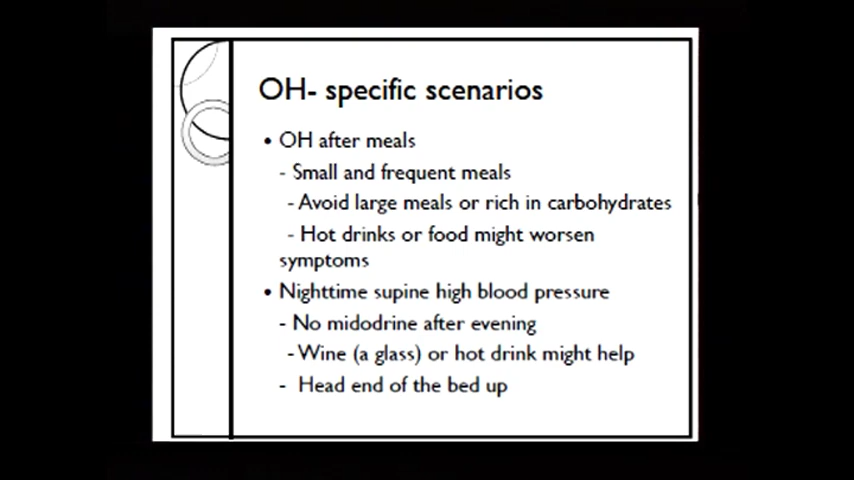 OH- specific scenarios
• OH after meals
- Small and frequent meals
- Avoid large meals or rich in carbohydrates
- Hot drinks or food might worsen
symptoms
• Nighttime supine high blood pressure
- No midodrine after evening
- Wine (a glass) or hot drink might help
- Head end of the bed up